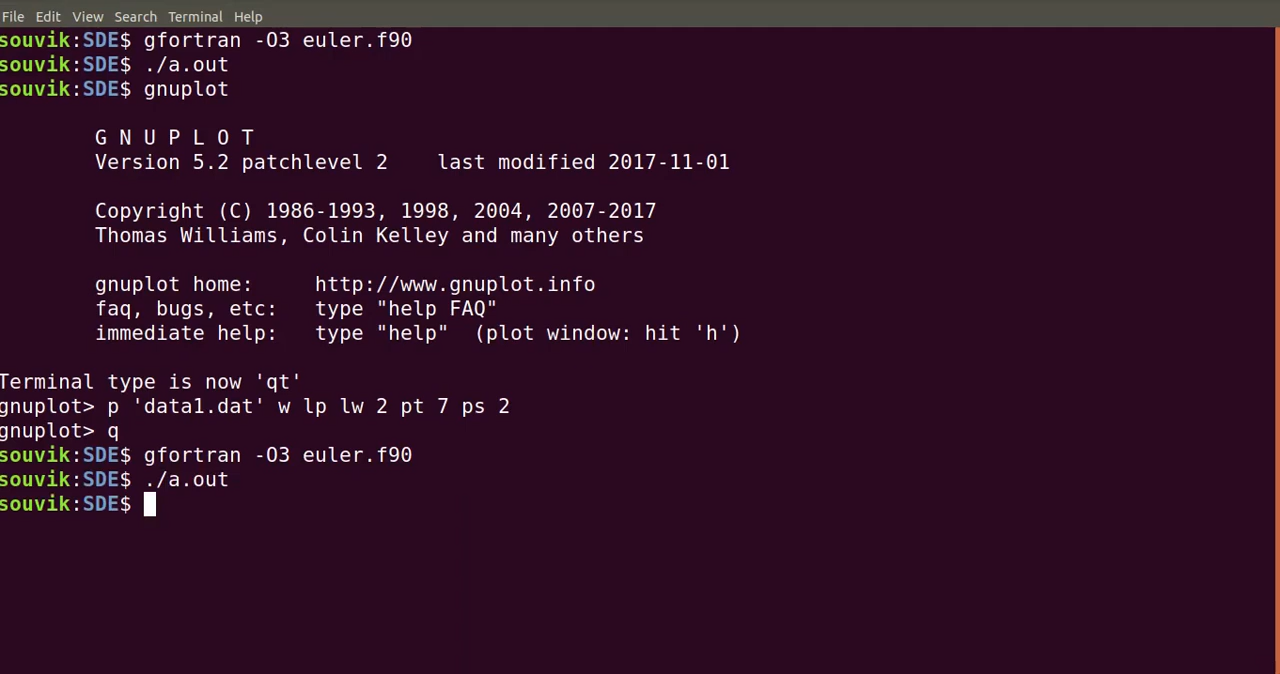 File Edit View Search Terminal Help
souvik:SDE$ gfortran -O3 euler.f90
souvik:SDE$ ./a.out
souvik:SDE$ gnuplot
G N U P L O T
Version 5.2 patchlevel 2    last modified 2017-11-01
Copyright (C) 1986-1993, 1998, 2004, 2007-2017
Thomas Williams, Colin Kelley and many others
gnuplot home:     http://www.gnuplot.info
faq, bugs, etc:   type "help FAQ"
immediate help:   type "help"  (plot window: hit 'h')
Terminal type is now 'qt'
gnuplot> p 'data1.dat' w lp lw 2 pt 7 ps 2
gnuplot> q
souvik:SDE$ gfortran -O3 euler.f90
souvik:SDE$ ./a.out
souvik:SDE$